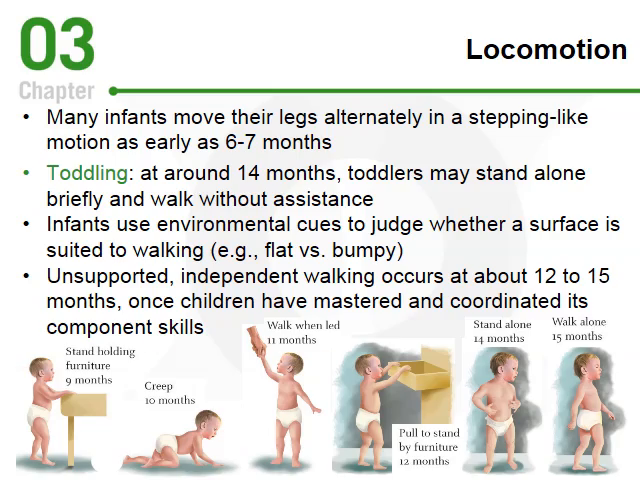 03
Chapter
Locomotion
• Many infants move their legs alternately in a stepping-like
motion as early as 6-7 months
• Toddling: at around 14 months, toddlers may stand alone
briefly and walk without assistance
• Infants use environmental cues to judge whether a surface is
suited to walking (e.g., flat vs. bumpy)
• Unsupported, independent walking occurs at about 12 to 15
months, once children have mastered and coordinated its
component skills
Stand holding
furniture
9 months
Creep
10 months
Walk when led
11 months
Pull to stand
by furniture
12 months
Stand alone
14 months
Walk alone
15 months